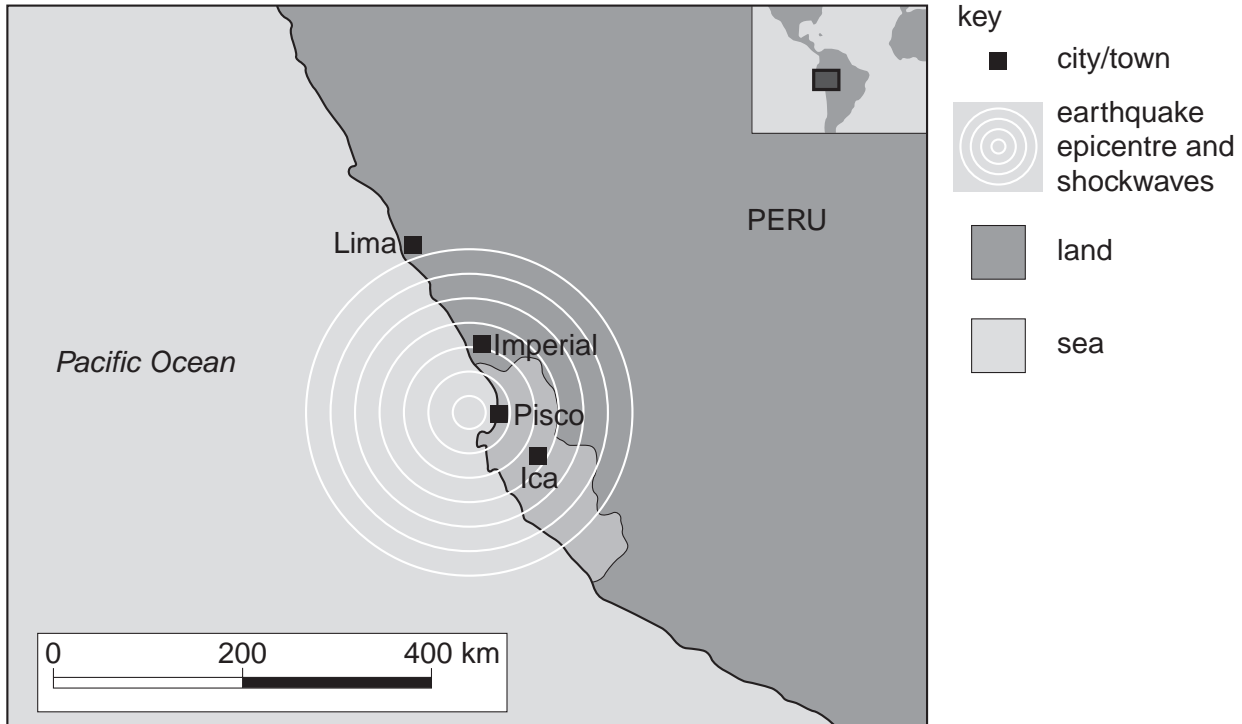 key
city/town
earthquake
epicentre and
shockwaves
land
sea
PERU
Lima
Imperial
Pacific Ocean
Pisco
Ica
0 200 400 km